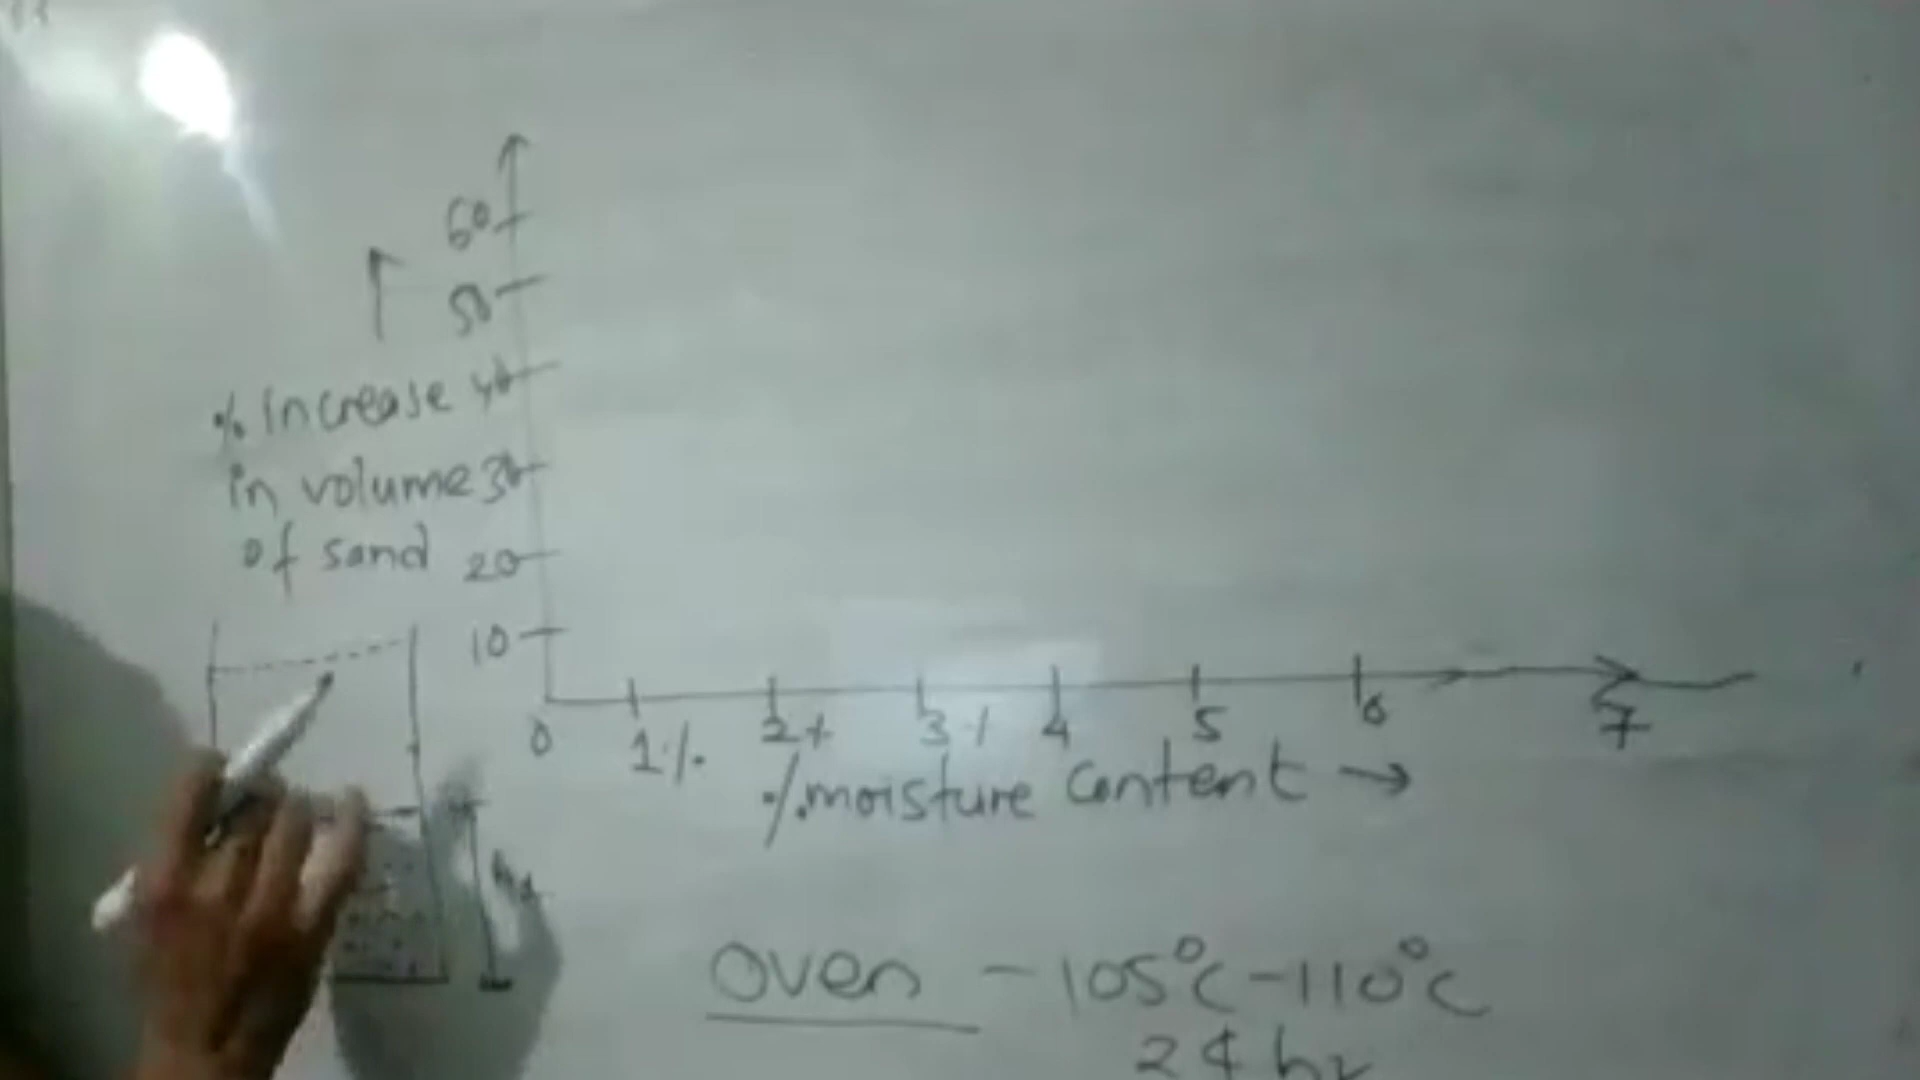 60
50
% increase 40
in volume 30
of sand 20
10
0 1% 2% 3% 4 5 6 7
% moisture content →
oven - 105°c - 110°c
24 hr